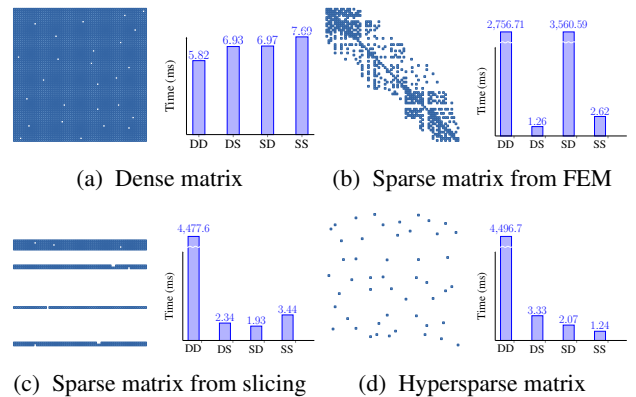 5.82
6.93
6.97
7.69
Time (ms)
DD DS SD SS
(a) Dense matrix
2,756.71
1.26
3,560.59
2.62
Time (ms)
DD DS SD SS
(b) Sparse matrix from FEM
4,477.6
2.34
1.93
3.44
Time (ms)
DD DS SD SS
(c) Sparse matrix from slicing
4,496.7
3.33
2.07
1.24
Time (ms)
DD DS SD SS
(d) Hypersparse matrix